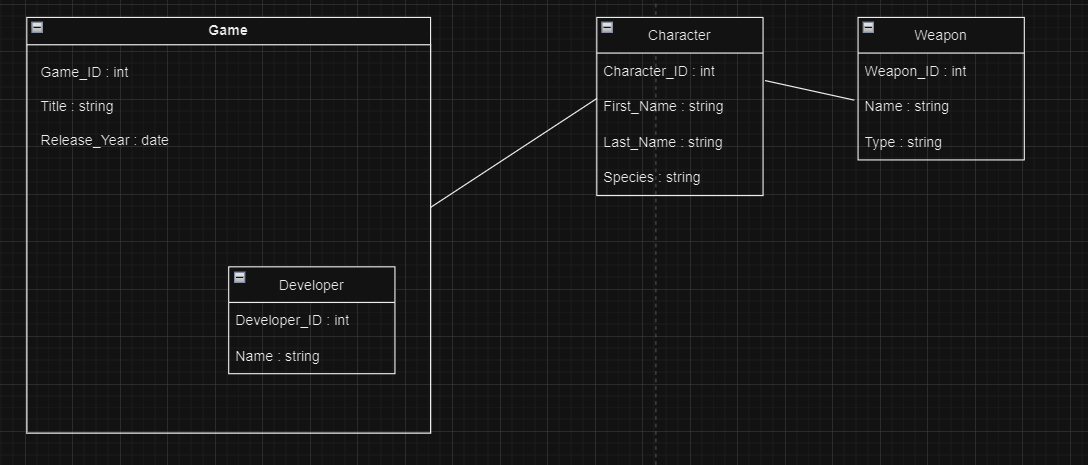 Game
Game_ID : int
Title : string
Release_Year : date
Developer
Developer_ID : int
Name : string
Character
Character_ID : int
First_Name : string
Last_Name : string
Species : string
Weapon
Weapon_ID : int
Name : string
Type : string